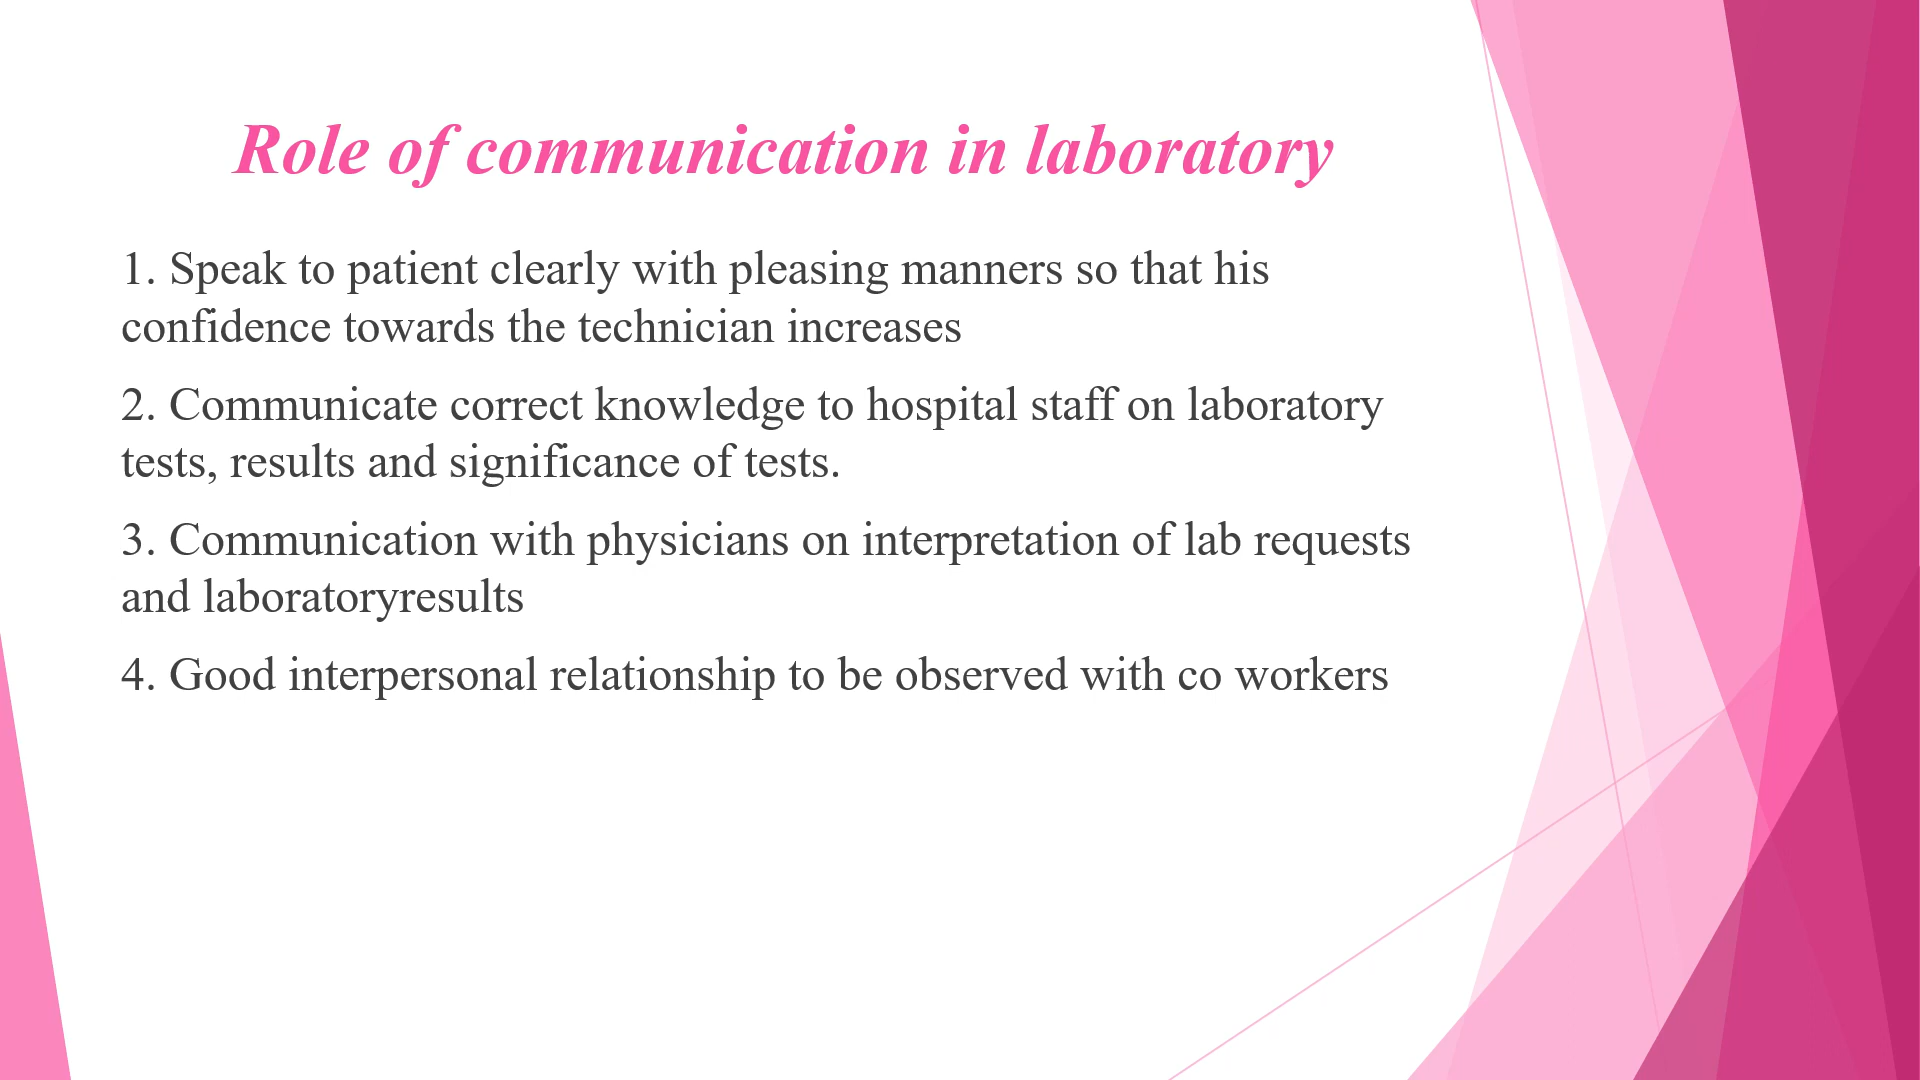 Role of communication in laboratory
1. Speak to patient clearly with pleasing manners so that his
confidence towards the technician increases
2. Communicate correct knowledge to hospital staff on laboratory
tests, results and significance of tests.
3. Communication with physicians on interpretation of lab requests
and laboratoryresults
4. Good interpersonal relationship to be observed with co workers